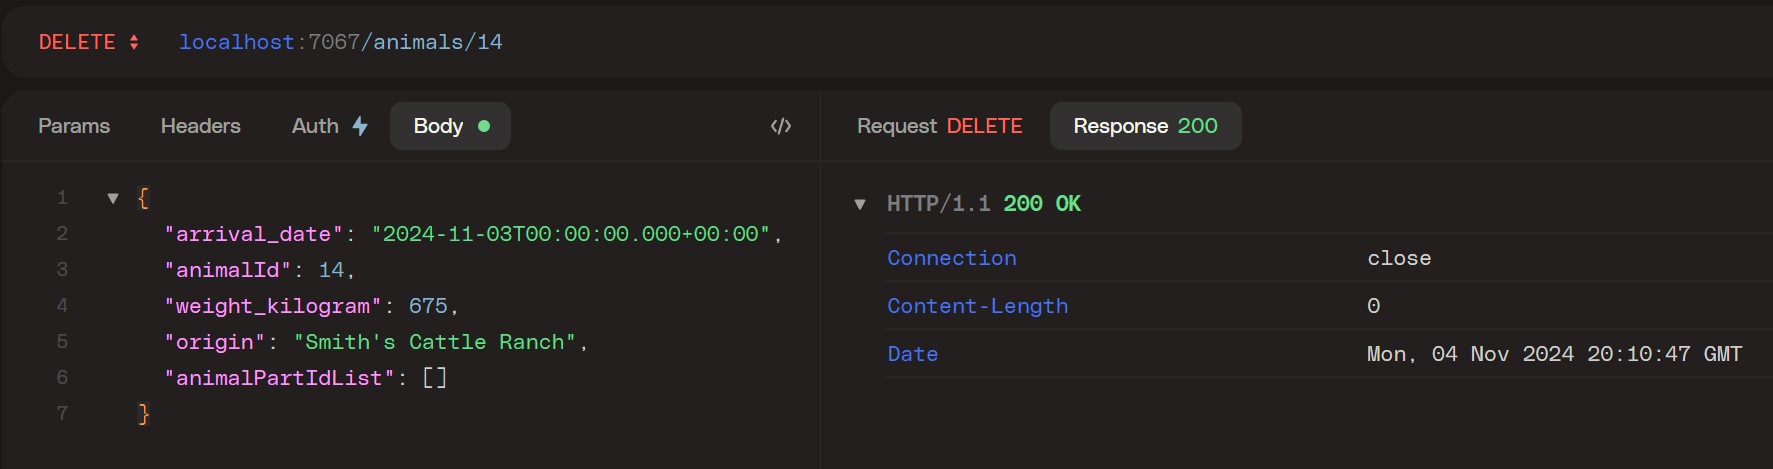 DELETE localhost:7067/animals/14
Params Headers Auth Body </> Request DELETE Response 200
1 {
2 "arrival_date": "2024-11-03T00:00:00.000+00:00",
3 "animalId": 14,
4 "weight_kilogram": 675,
5 "origin": "Smith's Cattle Ranch",
6 "animalPartIdList": []
7 }
HTTP/1.1 200 OK
Connection close
Content-Length 0
Date Mon, 04 Nov 2024 20:10:47 GMT